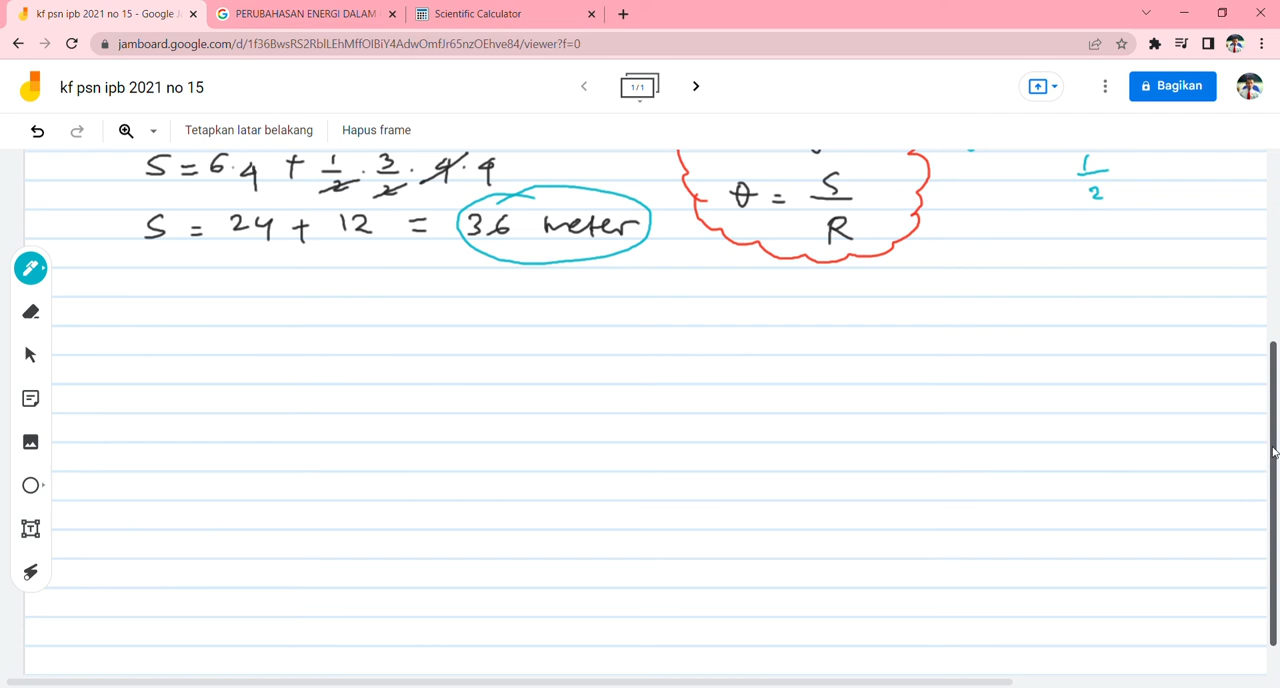 kf psn ipb 2021 no 15 - Google J
PERUBAHASAN ENERGI DALAM
Scientific Calculator
jamboard.google.com/d/1f36BwsRS2RblLEhMffOIBiY4AdwOmfJr65nzOEhve84/viewer?f=0
kf psn ipb 2021 no 15
1/1
Bagikan
Tetapkan latar belakang
Hapus frame
S = 6.4 + 1/2 . 3/2 . 4 . 4
θ = S/R
1/2
S = 24 + 12 = 36 meter